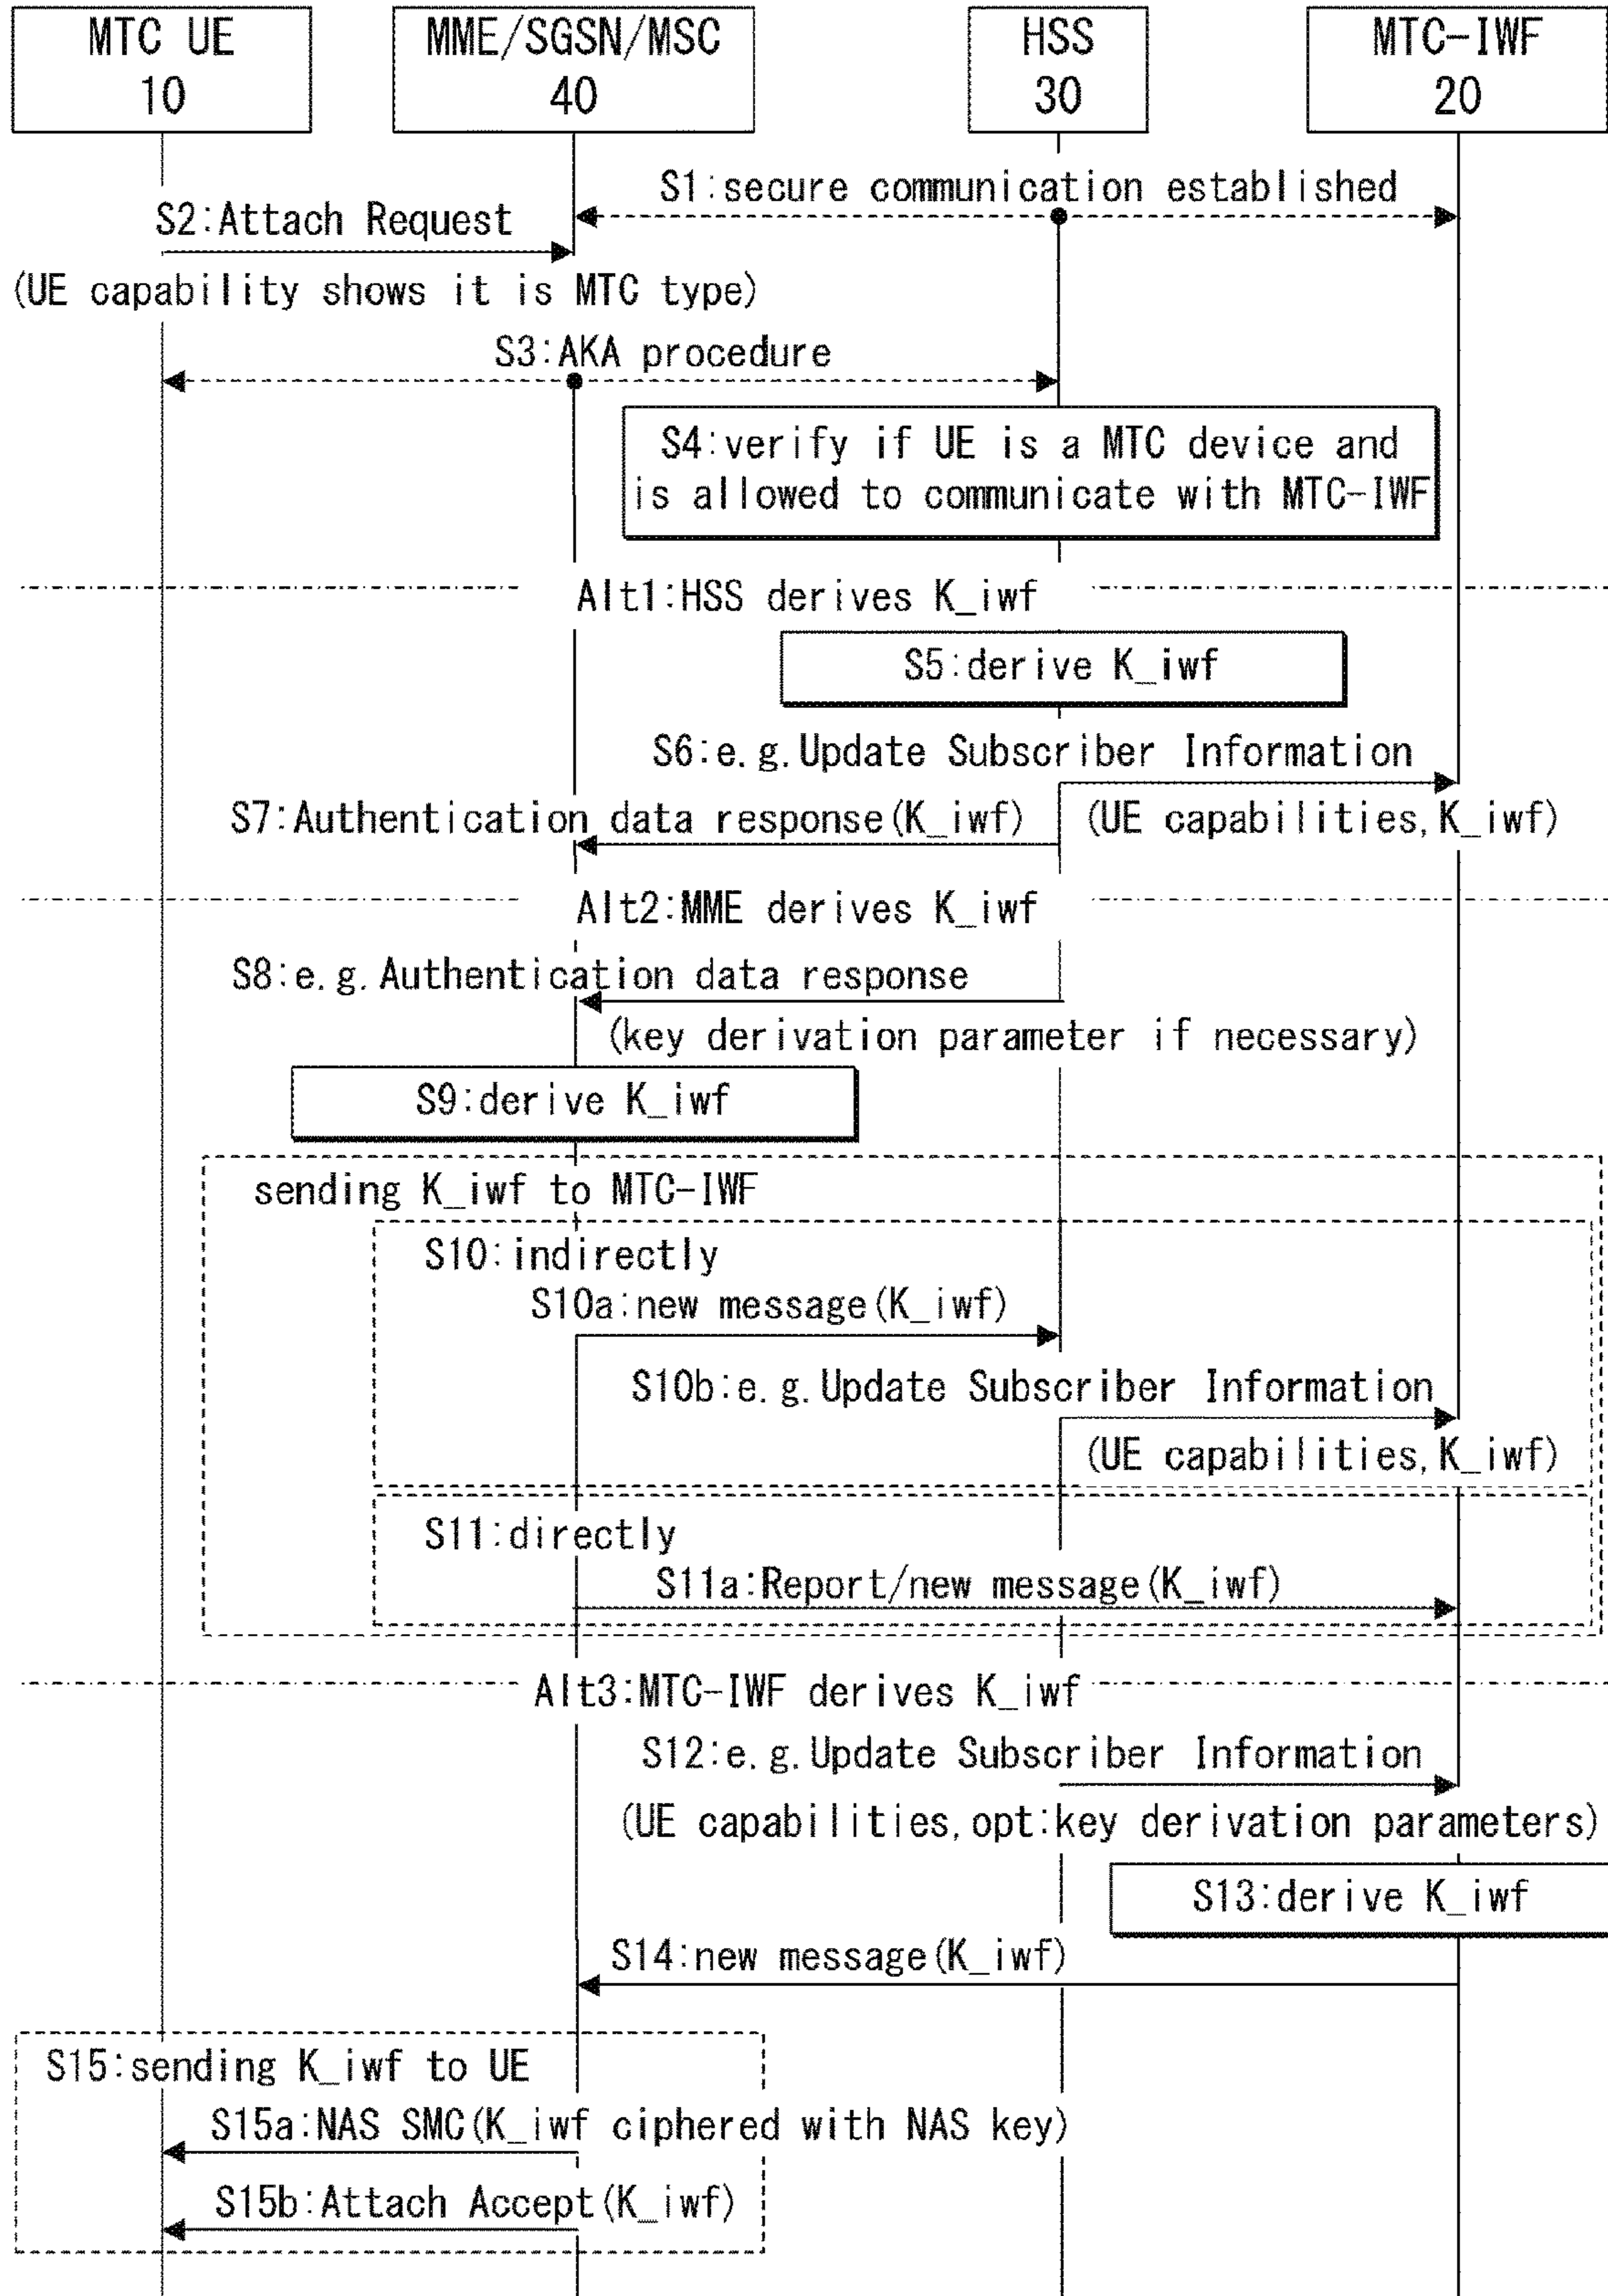 MTC UE
10
MME/SGSN/MSC
40
HSS
30
MTC-IWF
20
S1:secure communication established
S2:Attach Request
(UE capability shows it is MTC type)
S3:AKA procedure
S4:verify if UE is a MTC device and
is allowed to communicate with MTC-IWF
Alt1:HSS derives K_iwf
S5:derive K_iwf
S6:e.g.Update Subscriber Information
S7:Authentication data response(K_iwf)
(UE capabilities,K_iwf)
Alt2:MME derives K_iwf
S8:e.g.Authentication data response
(key derivation parameter if necessary)
S9:derive K_iwf
sending K_iwf to MTC-IWF
S10:indirectly
S10a:new message(K_iwf)
S10b:e.g.Update Subscriber Information
(UE capabilities,K_iwf)
S11:directly
S11a:Report/new message(K_iwf)
Alt3:MTC-IWF derives K_iwf
S12:e.g.Update Subscriber Information
(UE capabilities,opt:key derivation parameters)
S13:derive K_iwf
S14:new message(K_iwf)
S15:sending K_iwf to UE
S15a:NAS SMC(K_iwf ciphered with NAS key)
S15b:Attach Accept(K_iwf)